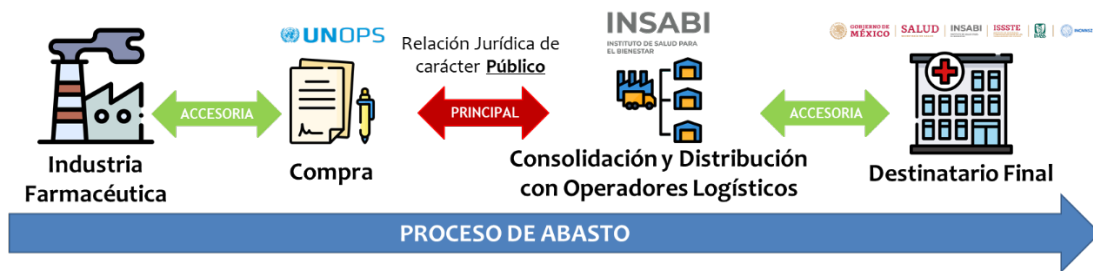 UNOPS
Relación Jurídica de
carácter Público
INSABI
INSTITUTO DE SALUD PARA
EL BIENESTAR
GOBIERNO DE
MÉXICO
SALUD
INSABI
ISSSTE
ACCESORIA
PRINCIPAL
ACCESORIA
Industria
Farmacéutica
Compra
Consolidación y Distribución
con Operadores Logísticos
Destinatario Final
PROCESO DE ABASTO